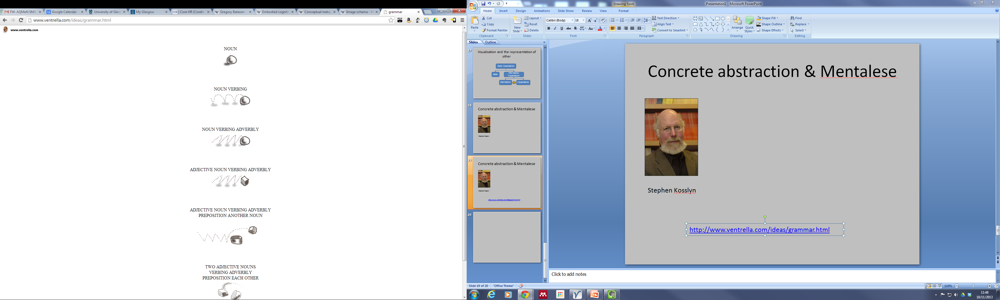 FW: AQMeN SMG
Google Calendar
University of Glasg
My Glasgow
Core HR (Corehr
Gregory Bateson -
Embodied cogniti
Conceptual metap
Image schema - W
grammar
www.ventrella.com/ideas/grammar.html
www.ventrella.com
NOUN
NOUN VERBING
NOUN VERBING ADVERBLY
ADJECTIVE NOUN VERBING ADVERBLY
ADJECTIVE NOUN VERBING ADVERBLY
PREPOSITION ANOTHER NOUN
TWO ADJECTIVE NOUNS
VERBING ADVERBLY
PREPOSITION EACH OTHER
Drawing Tools
Presentation1 - Microsoft PowerPoint
Home Insert Design Animations Slide Show Review View Format
Paste
Cut
Copy
Format Painter
Clipboard
New
Slide
Layout
Reset
Delete
Slides
Calibri (Body) 18
B I U abc S AV Aa A
Font
Text Direction
Align Text
Convert to SmartArt
Paragraph
Arrange
Quick
Styles
Shape Fill
Shape Outline
Shape Effects
Drawing
Find
Replace
Select
Editing
Slides Outline
17
Visualisation and the representation of
other
Data Visualisation
Data
Information
Visualisation
Information
Visualisation
18
Concrete abstraction & Mentalese
Stephen Kosslyn
19
Concrete abstraction & Mentalese
Stephen Kosslyn
http://www.ventrella.com/ideas/grammar.html
20
Concrete abstraction & Mentalese
Stephen Kosslyn
http://www.ventrella.com/ideas/grammar.html
Click to add notes
Slide 19 of 20
"Office Theme"
110%
11:48
18/11/2013